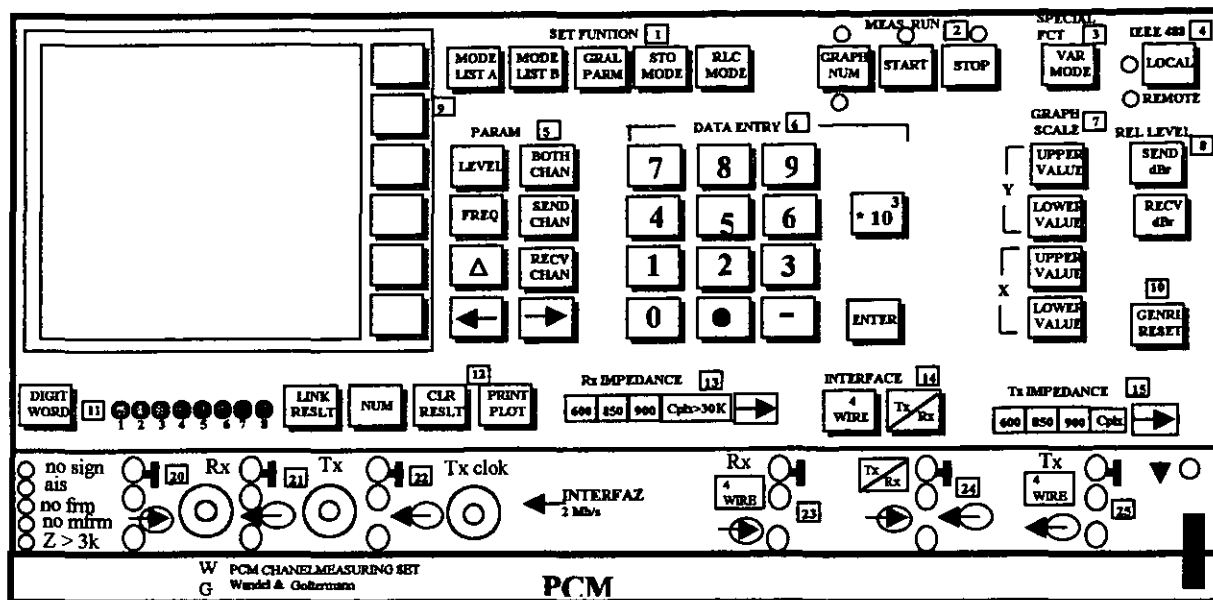 SET FUNTION 1
MEAS. RUN 2
SPECIAL FCT 3
IEEE 488 4
MODE LIST A
MODE LIST B
GRAL PARM
STO MODE
RLC MODE
GRAPH NUM
START
STOP
VAR MODE
LOCAL
REMOTE
9
PARAM 5
DATA ENTRY 6
GRAPH SCALE 7
REL LEVEL 8
LEVEL
BOTH CHAN
7 8 9
UPPER VALUE
SEND dBr
Y
FREQ
SEND CHAN
4 5 6
* 10 3
LOWER VALUE
RECV dBr
Δ
RECV CHAN
1 2 3
UPPER VALUE
X
0 ● -
ENTER
LOWER VALUE
10
GENRL RESET
DIGIT WORD
11
1 2 3 4 5 6 7 8
LINK RESLT
NUM
12
CLR RESLT
PRINT PLOT
Rx IMPEDANCE 13
600 850 900 Cplx>30K
INTERFACE 14
4 WIRE
Tx Rx
Tx IMPEDANCE 15
600 850 900 Cplx
no sign
ais
no frm
no mfrm
Z > 3k
20
Rx
21
Tx
22
Tx clok
INTERFAZ
2 Mb/s
Rx
4 WIRE
23
Tx Rx
24
Tx
4 WIRE
25
W PCM CHANELMEASURING SET
G Wandel & Goltermann
PCM